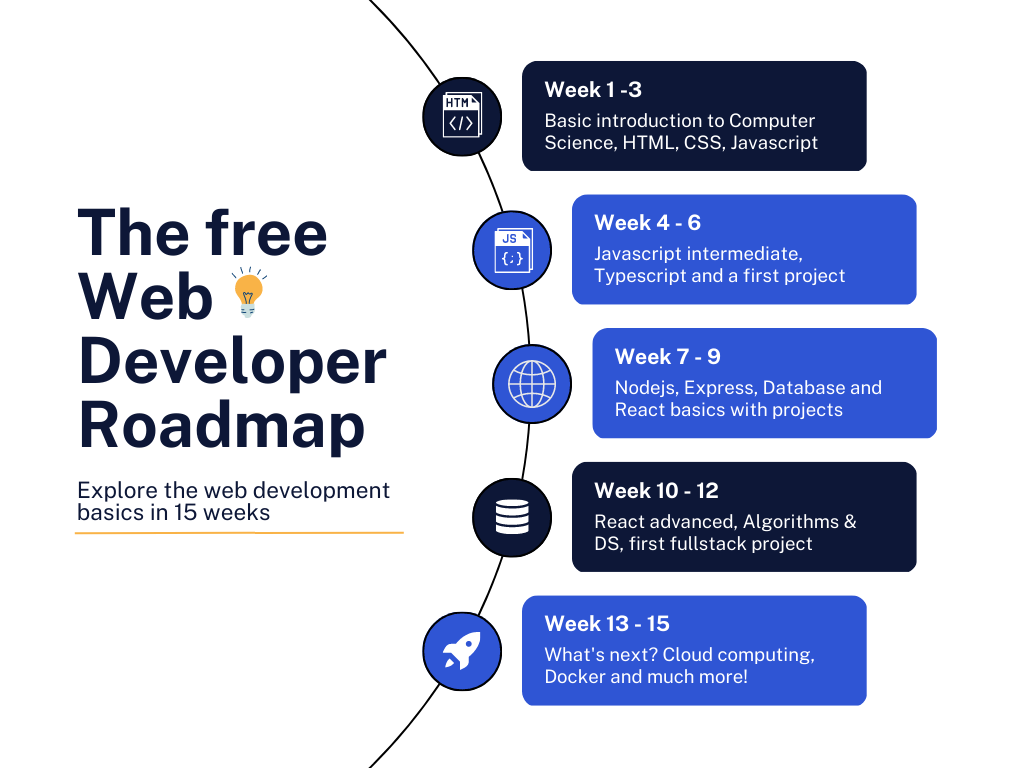 The free
Web
Developer
Roadmap
Explore the web development
basics in 15 weeks
HTM
</>
Week 1 -3
Basic introduction to Computer
Science, HTML, CSS, Javascript
JS
{;}
Week 4 - 6
Javascript intermediate,
Typescript and a first project
Week 7 - 9
Nodejs, Express, Database and
React basics with projects
Week 10 - 12
React advanced, Algorithms &
DS, first fullstack project
Week 13 - 15
What's next? Cloud computing,
Docker and much more!